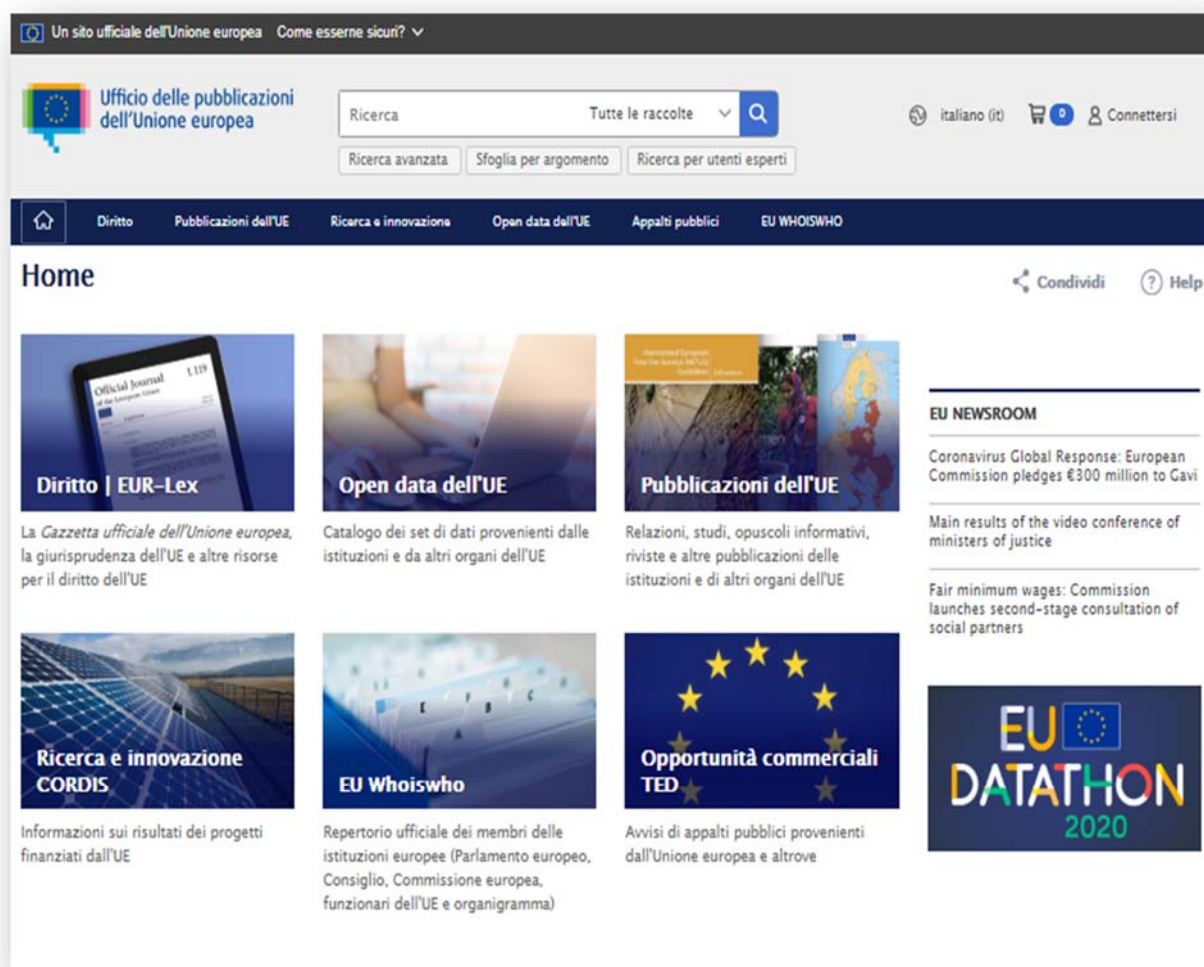 Un sito ufficiale dell'Unione europea Come esserne sicuri?
Ufficio delle pubblicazioni
dell'Unione europea
Ricerca Tutte le raccolte
italiano (it) 0 Connettersi
Ricerca avanzata Sfoglia per argomento Ricerca per utenti esperti
Diritto Pubblicazioni dell'UE Ricerca e innovazione Open data dell'UE Appalti pubblici EU WHOISWHO
Home
Condividi ? Help
Official Journal L 119
of the European Union
Diritto | EUR-Lex
La Gazzetta ufficiale dell'Unione europea,
la giurisprudenza dell'UE e altre risorse
per il diritto dell'UE
Open data dell'UE
Catalogo dei set di dati provenienti dalle
istituzioni e da altri organi dell'UE
Harmonised European
Time Use Surveys (HETUS)
Guidelines
Pubblicazioni dell'UE
Relazioni, studi, opuscoli informativi,
riviste e altre pubblicazioni delle
istituzioni e di altri organi dell'UE
Ricerca e innovazione
CORDIS
Informazioni sui risultati dei progetti
finanziati dall'UE
EU Whoiswho
Repertorio ufficiale dei membri delle
istituzioni europee (Parlamento europeo,
Consiglio, Commissione europea,
funzionari dell'UE e organigramma)
Opportunità commerciali
TED
Avvisi di appalti pubblici provenienti
dall'Unione europea e altrove
EU NEWSROOM
Coronavirus Global Response: European
Commission pledges €300 million to Gavi
Main results of the video conference of
ministers of justice
Fair minimum wages: Commission
launches second-stage consultation of
social partners
EU
DATATHON
2020